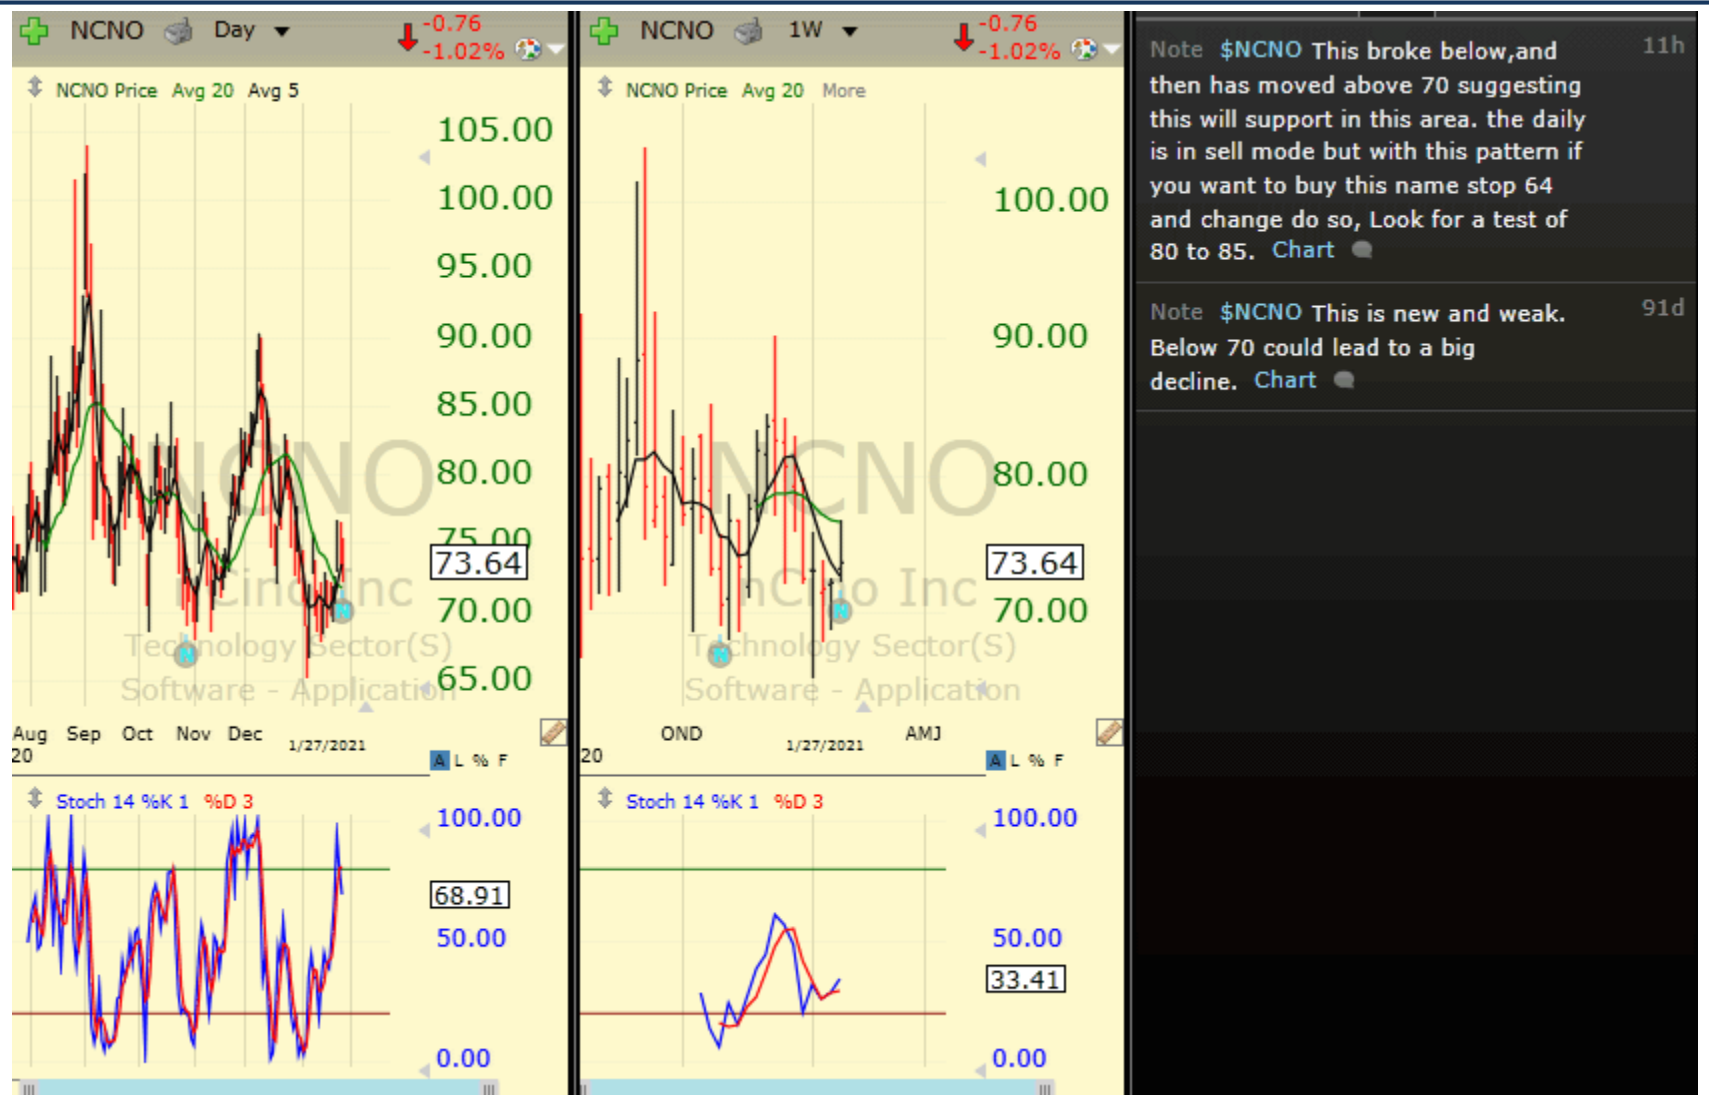 NCNO Day
-0.76
-1.02%
NCNO Price Avg 20 Avg 5
105.00
100.00
95.00
90.00
85.00
80.00
75.00
73.64
70.00
65.00
NCNO
nCino Inc
Technology Sector(S)
Software - Application
N
N
Aug Sep Oct Nov Dec 1/27/2021
20
A L % F
Stoch 14 %K 1 %D 3
100.00
68.91
50.00
0.00
NCNO 1W
-0.76
-1.02%
NCNO Price Avg 20 More
100.00
90.00
80.00
73.64
70.00
NCNO
nCino Inc
Technology Sector(S)
Software - Application
N
N
OND 1/27/2021 AMJ
20
A L % F
Stoch 14 %K 1 %D 3
100.00
50.00
33.41
0.00
Note $NCNO This broke below,and 11h
then has moved above 70 suggesting
this will support in this area. the daily
is in sell mode but with this pattern if
you want to buy this name stop 64
and change do so, Look for a test of
80 to 85. Chart
Note $NCNO This is new and weak. 91d
Below 70 could lead to a big
decline. Chart